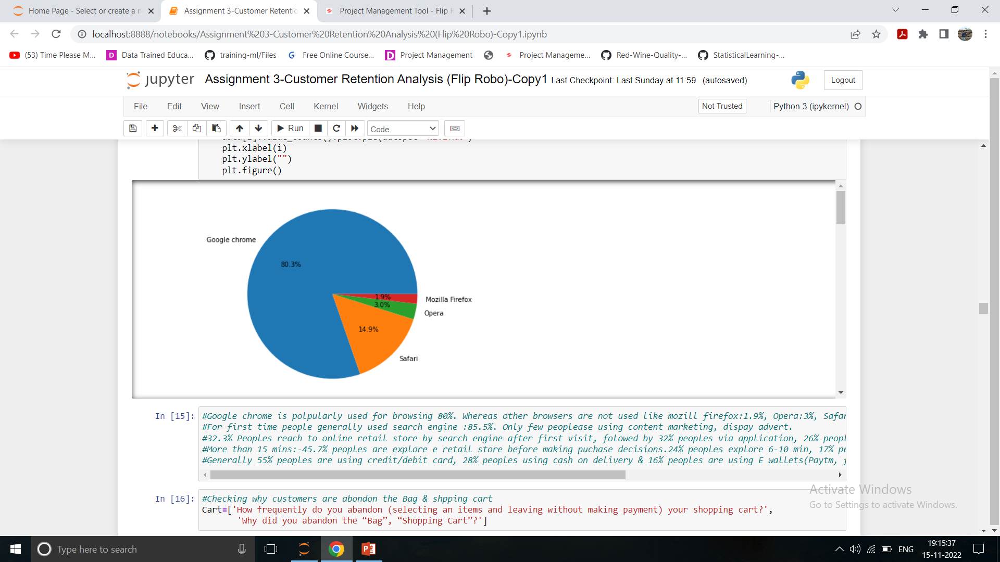 Home Page - Select or create a n
Assignment 3-Customer Retentic
Project Management Tool - Flip R
localhost:8888/notebooks/Assignment%203-Customer%20Retention%20Analysis%20(Flip%20Robo)-Copy1.ipynb
(53) Time Please M...
Data Trained Educa...
training-ml/Files
Free Online Course...
Project Management
Project Manageme...
Red-Wine-Quality-...
StatisticalLearning-...
jupyter Assignment 3-Customer Retention Analysis (Flip Robo)-Copy1 Last Checkpoint: Last Sunday at 11:59 (autosaved)
Logout
File Edit View Insert Cell Kernel Widgets Help
Not Trusted
Python 3 (ipykernel)
Run
Code
plt.xlabel(i)
plt.ylabel("")
plt.figure()
Google chrome
80.3%
1.9%
Mozilla Firefox
3.0%
Opera
14.9%
Safari
In [15]: #Google chrome is polpularly used for browsing 80%. Whereas other browsers are not used like mozill firefox:1.9%, Opera:3%, Safar
#For first time people generally used search engine :85.5%. Only few peoplease using content marketing, dispay advert.
#32.3% Peoples reach to online retail store by search engine after first visit, folowed by 32% peoples via application, 26% peopl
#More than 15 mins:-45.7% peoples are explore e retail store before making puchase decisions.24% peoples explore 6-10 min, 17% pe
#Generally 55% peoples are using credit/debit card, 28% peoples using cash on delivery & 16% peoples are using E wallets(Paytm,
In [16]: #Checking why customers are abondon the Bag & shpping cart
Cart=['How frequently do you abandon (selecting an items and leaving without making payment) your shopping cart?',
'Why did you abandon the “Bag”, “Shopping Cart”?']
Activate Windows
Go to Settings to activate Windows.
Type here to search
ENG
19:15:37
15-11-2022